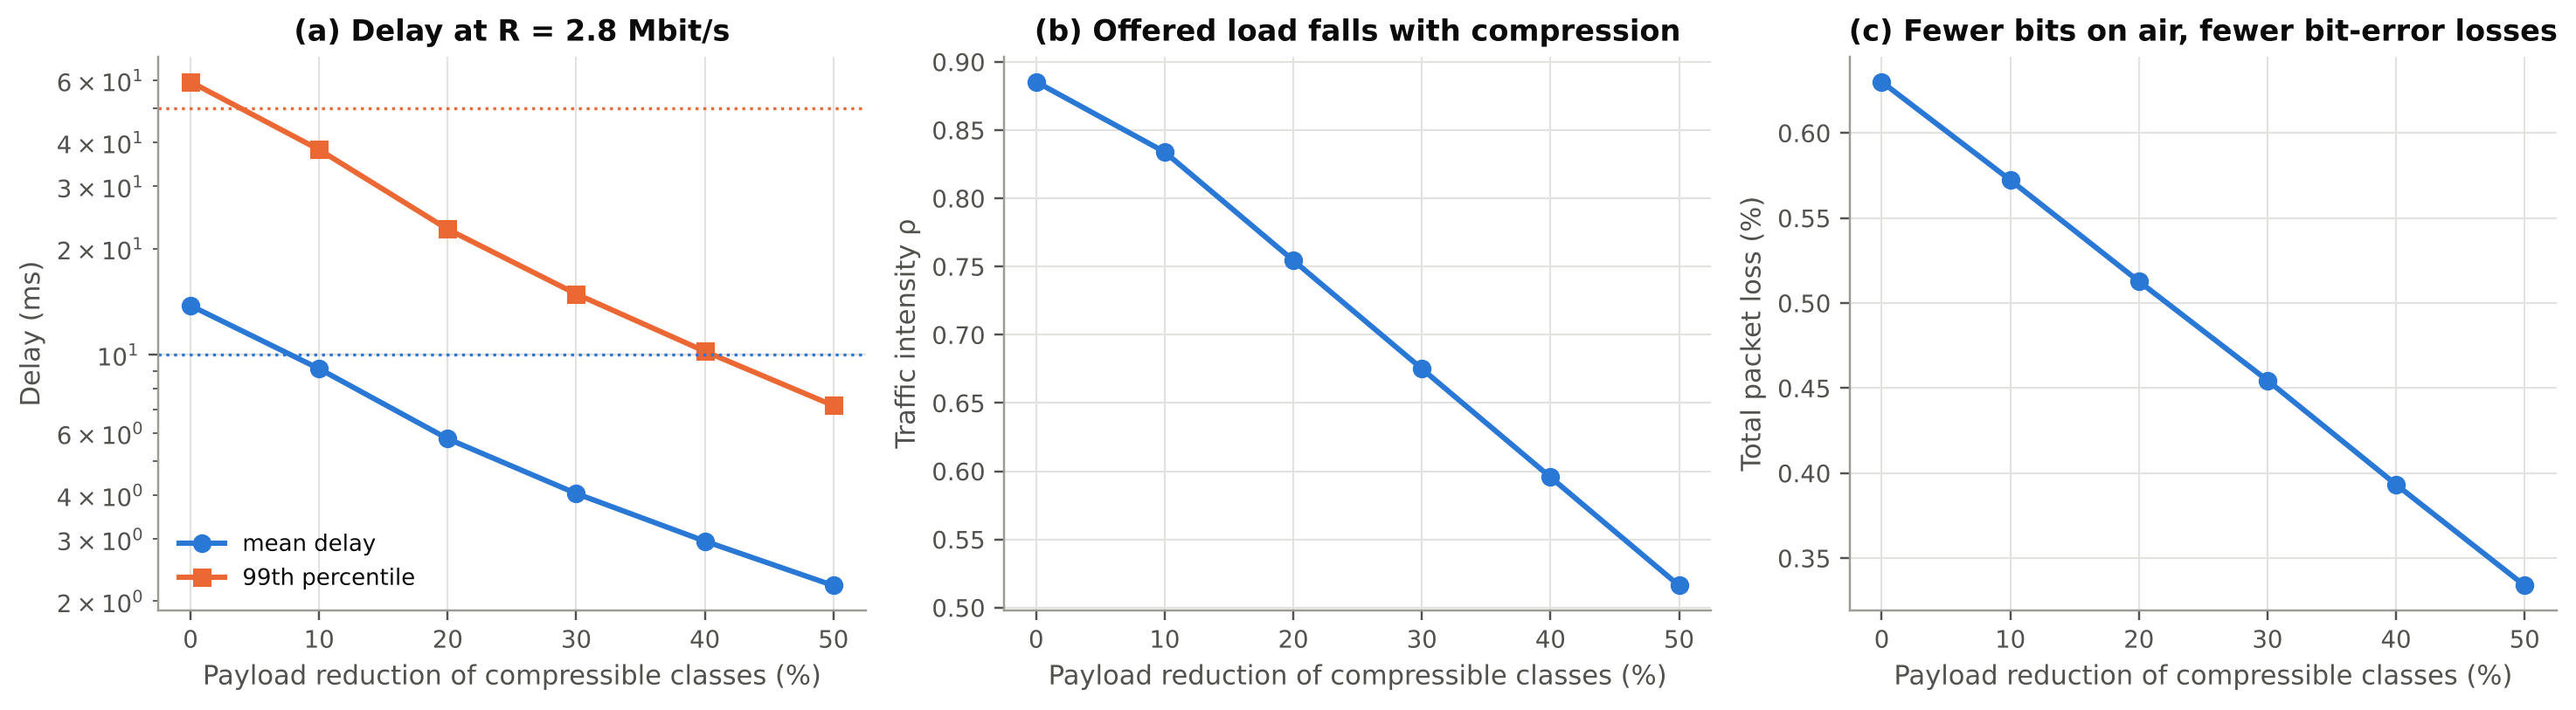 (a) Delay at R = 2.8 Mbit/s
Delay (ms)
6 × 10¹
4 × 10¹
3 × 10¹
2 × 10¹
10¹
6 × 10⁰
4 × 10⁰
3 × 10⁰
2 × 10⁰
mean delay
99th percentile
0 10 20 30 40 50
Payload reduction of compressible classes (%)
(b) Offered load falls with compression
Traffic intensity ρ
0.90
0.85
0.80
0.75
0.70
0.65
0.60
0.55
0.50
0 10 20 30 40 50
Payload reduction of compressible classes (%)
(c) Fewer bits on air, fewer bit-error losses
Total packet loss (%)
0.60
0.55
0.50
0.45
0.40
0.35
0 10 20 30 40 50
Payload reduction of compressible classes (%)